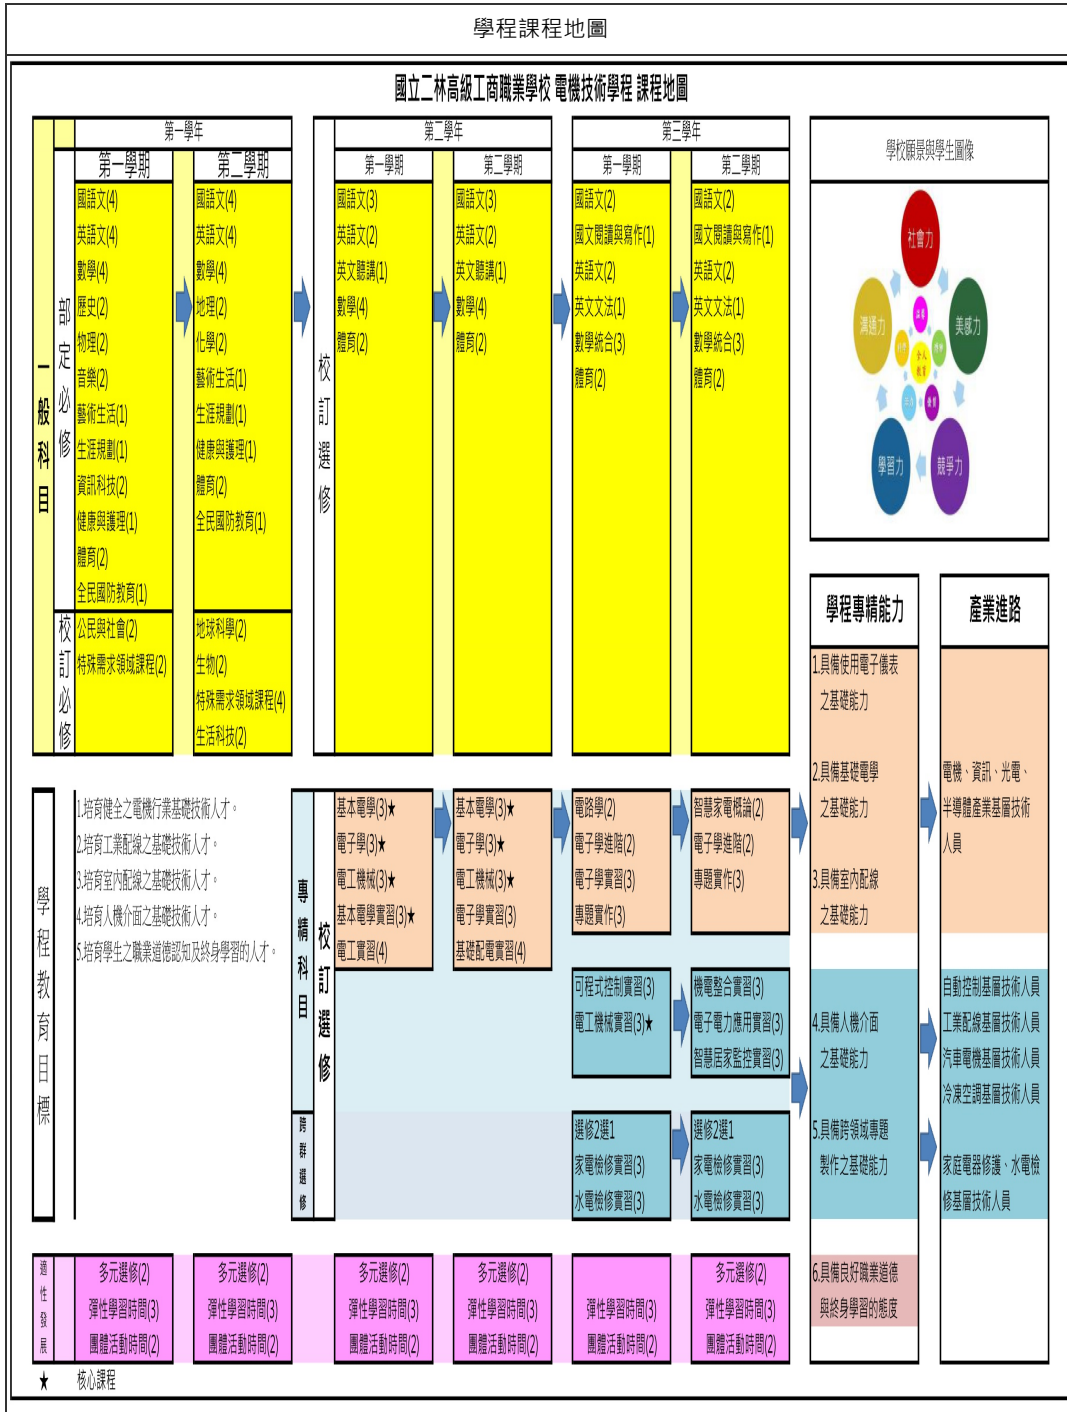 學程課程地圖
國立二林高級工商職業學校 電機技術學程 課程地圖
第一學年
第一學期
第二學期
第二學年
第一學期
第二學期
第三學年
第一學期
第二學期
學校願景與學生圖像
一般科目
部定必修
國語文(4)
英語文(4)
數學(4)
歷史(2)
物理(2)
音樂(2)
藝術生活(1)
生涯規劃(1)
資訊科技(2)
健康與護理(1)
體育(2)
全民國防教育(1)
國語文(4)
英語文(4)
數學(4)
地理(2)
化學(2)
藝術生活(1)
生涯規劃(1)
健康與護理(1)
體育(2)
全民國防教育(1)
校訂必修
公民與社會(2)
特殊需求領域課程(2)
地球科學(2)
生物(2)
特殊需求領域課程(4)
生活科技(2)
校訂選修
國語文(3)
英語文(2)
英文聽講(1)
數學(4)
體育(2)
國語文(3)
英語文(2)
英文聽講(1)
數學(4)
體育(2)
國語文(2)
國文閱讀與寫作(1)
英語文(2)
英文文法(1)
數學統合(3)
體育(2)
國語文(2)
國文閱讀與寫作(1)
英語文(2)
英文文法(1)
數學統合(3)
體育(2)
社會力
溝通力
美感力
學習力
競爭力
全人
教育
學程專精能力
產業進路
1.具備使用電子儀表
之基礎能力
2.具備基礎電學
之基礎能力
3.具備室內配線
之基礎能力
4.具備人機介面
之基礎能力
5.具備跨領域專題
製作之基礎能力
6.具備良好職業道德
與終身學習的態度
電機、資訊、光電、
半導體產業基層技術
人員
自動控制基層技術人員
工業配線基層技術人員
汽車電機基層技術人員
冷凍空調基層技術人員
家庭電器修護、水電檢
修基層技術人員
學程教育目標
1.培育健全之電機行業基礎技術人才。
2.培育工業配線之基礎技術人才。
3.培育室內配線之基礎技術人才。
4.培育人機介面之基礎技術人才。
5.培育學生之職業道德認知及終身學習的人才。
專精科目
跨群選修
校訂選修
基本電學(3)★
電子學(3)★
電工機械(3)★
基本電學實習(3)★
電工實習(4)
基本電學(3)★
電子學(3)★
電工機械(3)★
電子學實習(3)
基礎配電實習(4)
電路學(2)
電子學進階(2)
電子學實習(3)
專題實作(3)
智慧家電概論(2)
電子學進階(2)
專題實作(3)
可程式控制實習(3)
電工機械實習(3)★
機電整合實習(3)
電子電力應用實習(3)
智慧居家監控實習(3)
選修2選1
家電檢修實習(3)
水電檢修實習(3)
選修2選1
家電檢修實習(3)
水電檢修實習(3)
適性發展
多元選修(2)
彈性學習時間(3)
團體活動時間(2)
多元選修(2)
彈性學習時間(3)
團體活動時間(2)
多元選修(2)
彈性學習時間(3)
團體活動時間(2)
多元選修(2)
彈性學習時間(3)
團體活動時間(2)
彈性學習時間(3)
團體活動時間(2)
多元選修(2)
彈性學習時間(3)
團體活動時間(2)
★ 核心課程